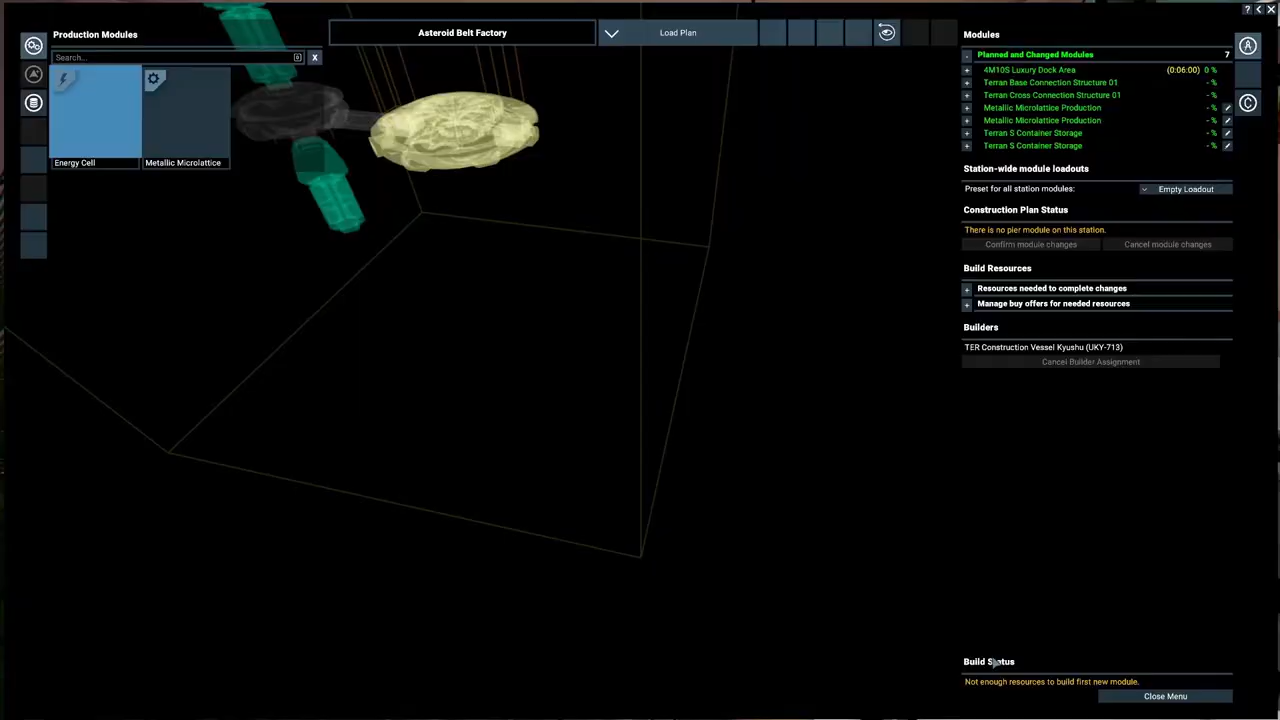 Production Modules
Search...
X
Energy Cell
Metallic Microlattice
Asteroid Belt Factory
Load Plan
Modules
Planned and Changed Modules 7
4M10S Luxury Dock Area (0:06:00) 0 %
Terran Base Connection Structure 01 - %
Terran Cross Connection Structure 01 - %
Metallic Microlattice Production - %
Metallic Microlattice Production - %
Terran S Container Storage - %
Terran S Container Storage - %
Station-wide module loadouts
Preset for all station modules: Empty Loadout
Construction Plan Status
There is no pier module on this station.
Confirm module changes Cancel module changes
Build Resources
Resources needed to complete changes
Manage buy offers for needed resources
Builders
TER Construction Vessel Kyushu (UKY-713)
Cancel Builder Assignment
Build Status
Not enough resources to build first new module.
Close Menu